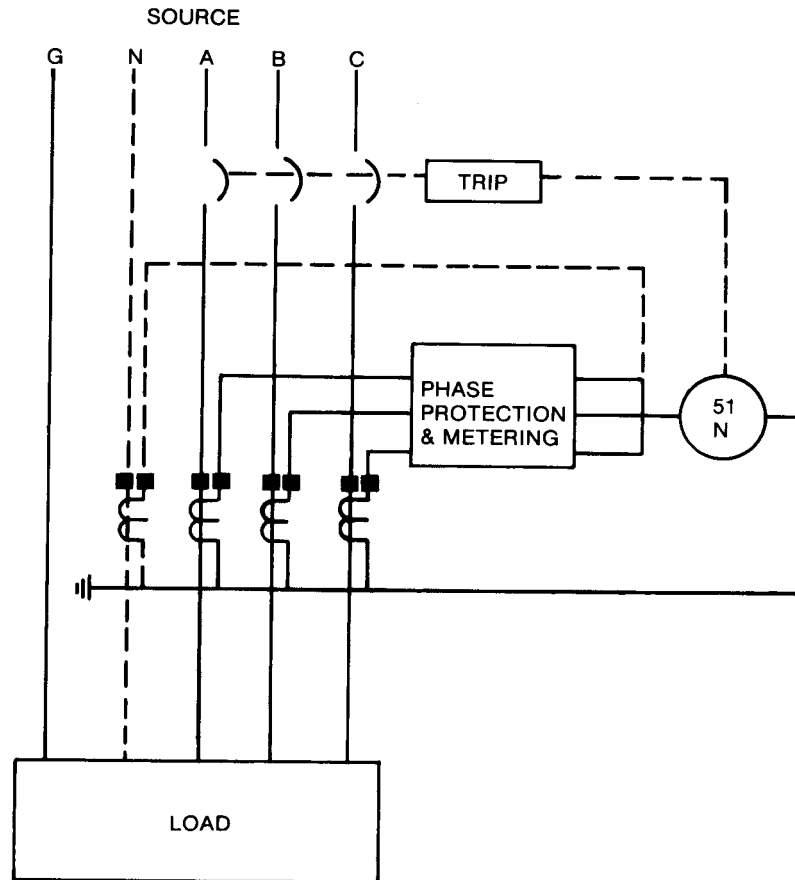 SOURCE
G N A B C
TRIP
PHASE
PROTECTION
& METERING
51
N
LOAD